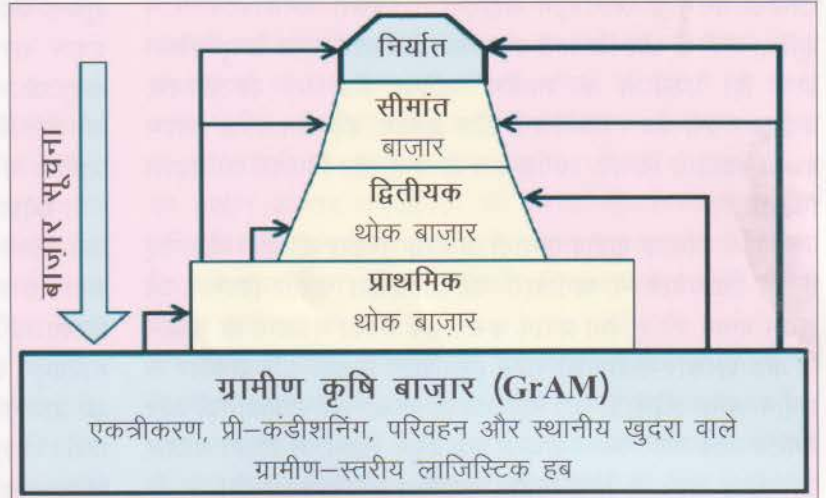 निर्यात
सीमांत
बाज़ार
द्वितीयक
थोक बाज़ार
प्राथमिक
थोक बाज़ार
बाज़ार सूचना
ग्रामीण कृषि बाज़ार (GrAM)
एकत्रीकरण, प्री–कंडीशनिंग, परिवहन और स्थानीय खुदरा वाले
ग्रामीण–स्तरीय लाजिस्टिक हब